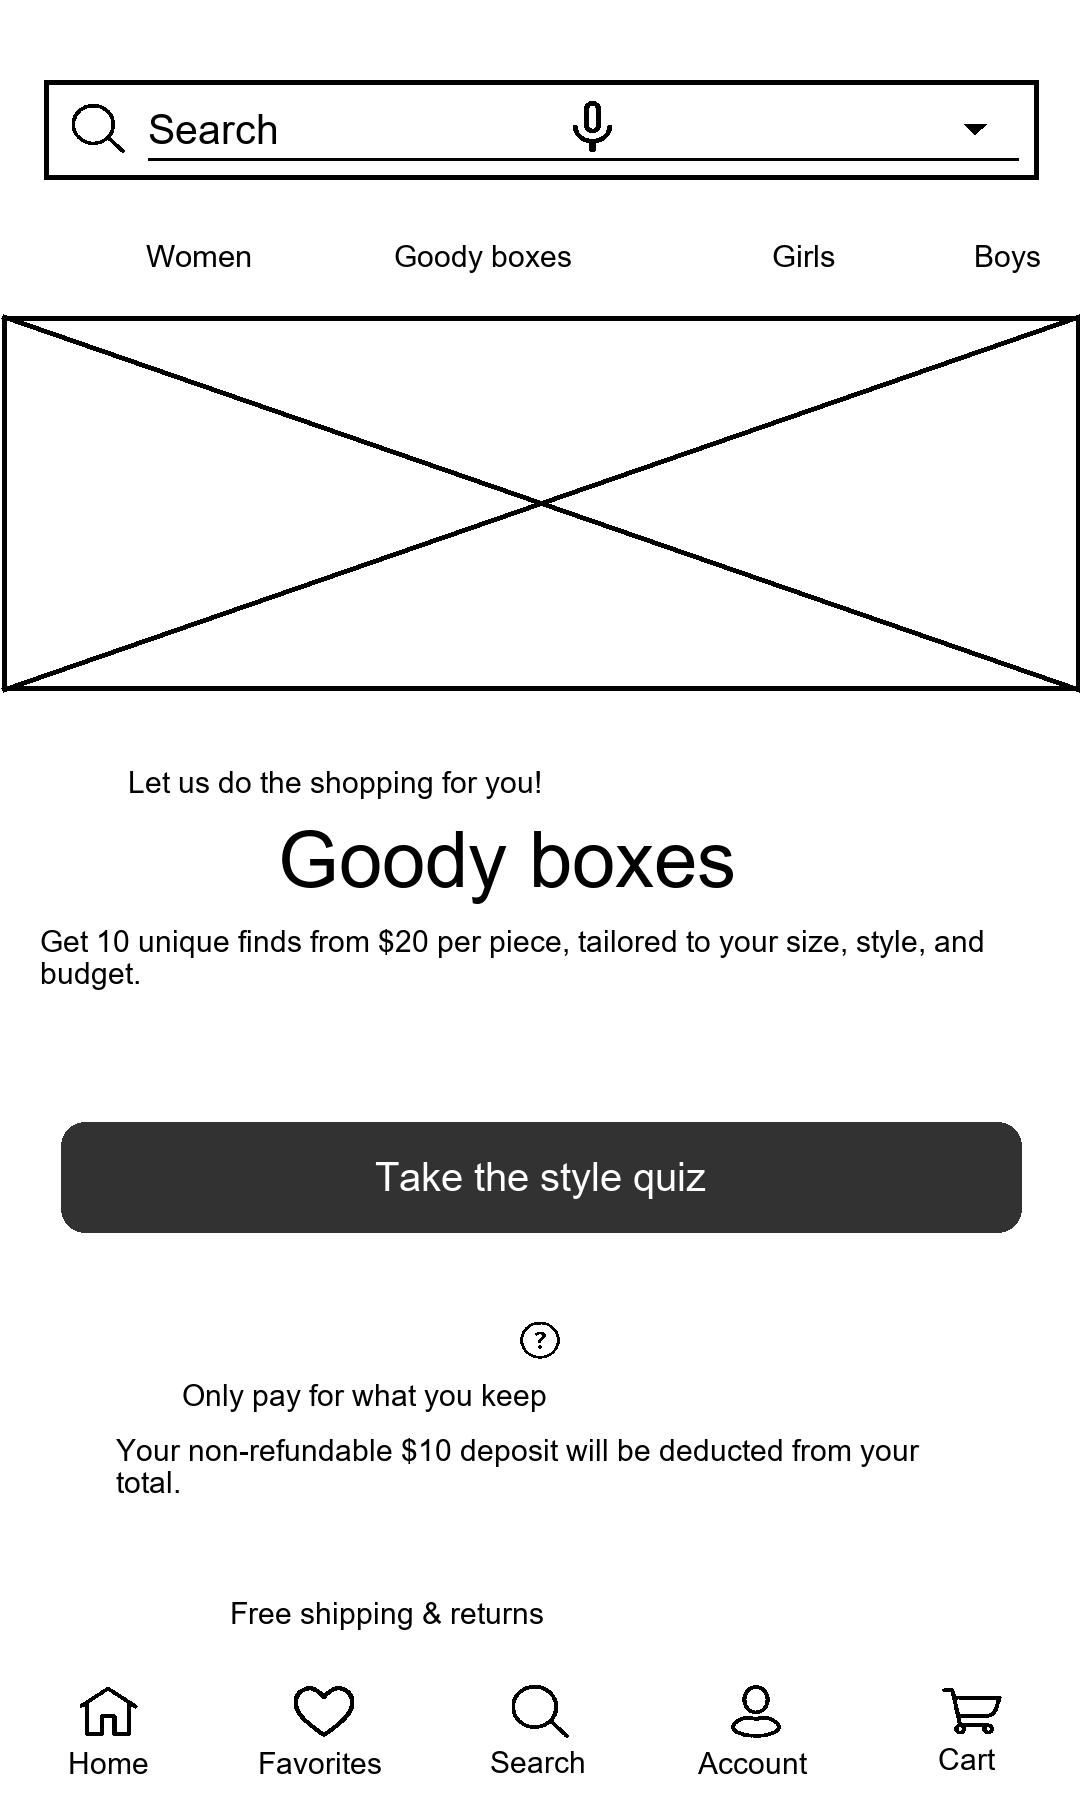 Search
Women Goody boxes Girls Boys
Let us do the shopping for you!
Goody boxes
Get 10 unique finds from $20 per piece, tailored to your size, style, and
budget.
Take the style quiz
?
Only pay for what you keep
Your non-refundable $10 deposit will be deducted from your
total.
Free shipping & returns
Home Favorites Search Account Cart